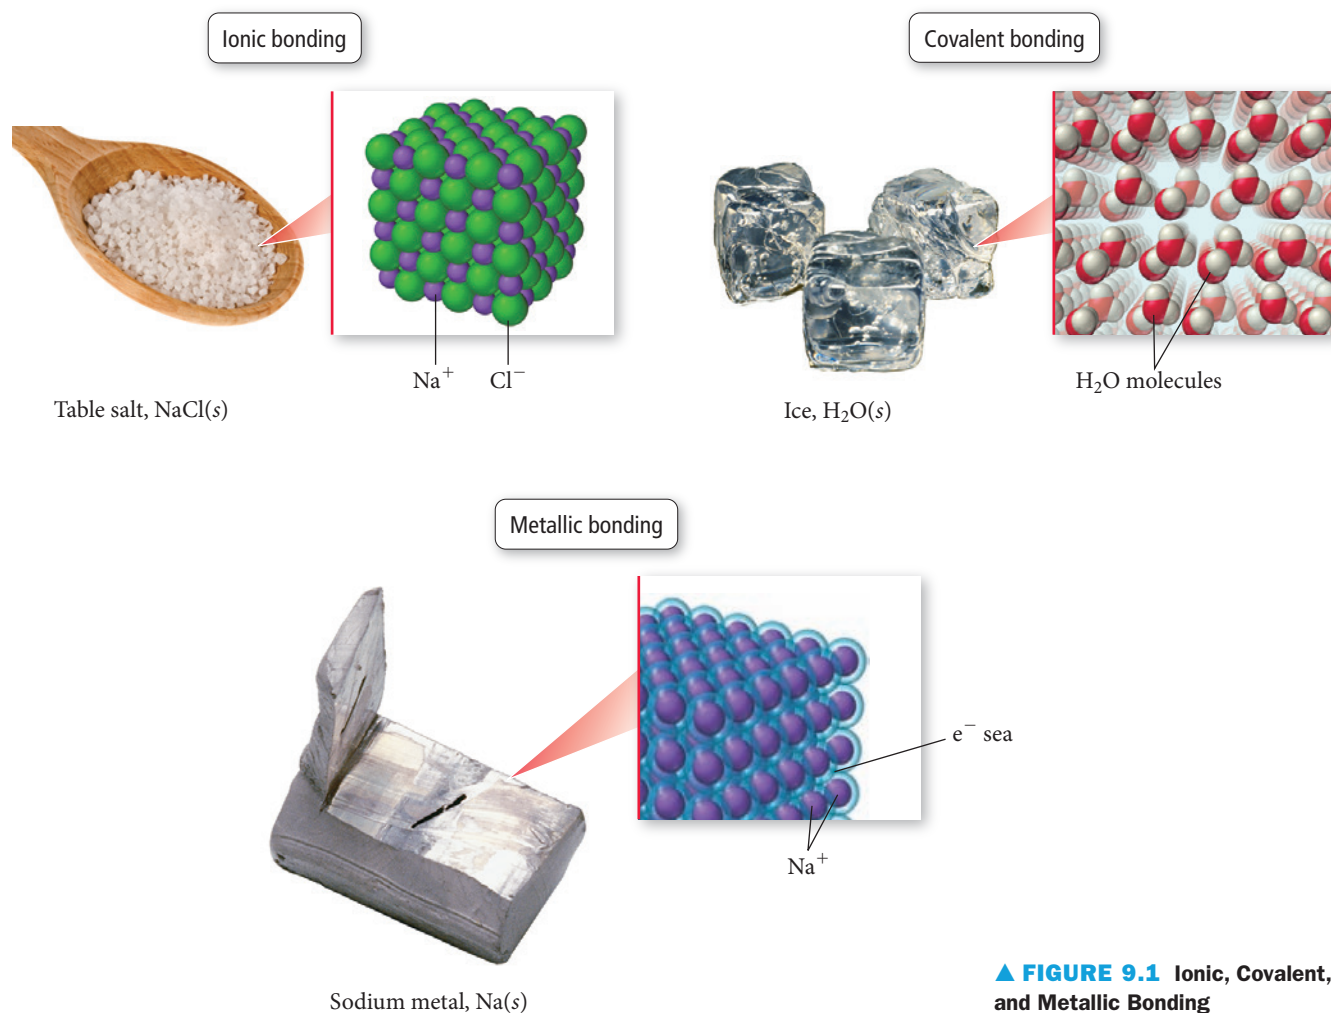 Ionic bonding
Covalent bonding
Na⁺ Cl⁻
H₂O molecules
Table salt, NaCl(s)
Ice, H₂O(s)
Metallic bonding
e⁻ sea
Na⁺
Sodium metal, Na(s)
▲ FIGURE 9.1 Ionic, Covalent,
and Metallic Bonding